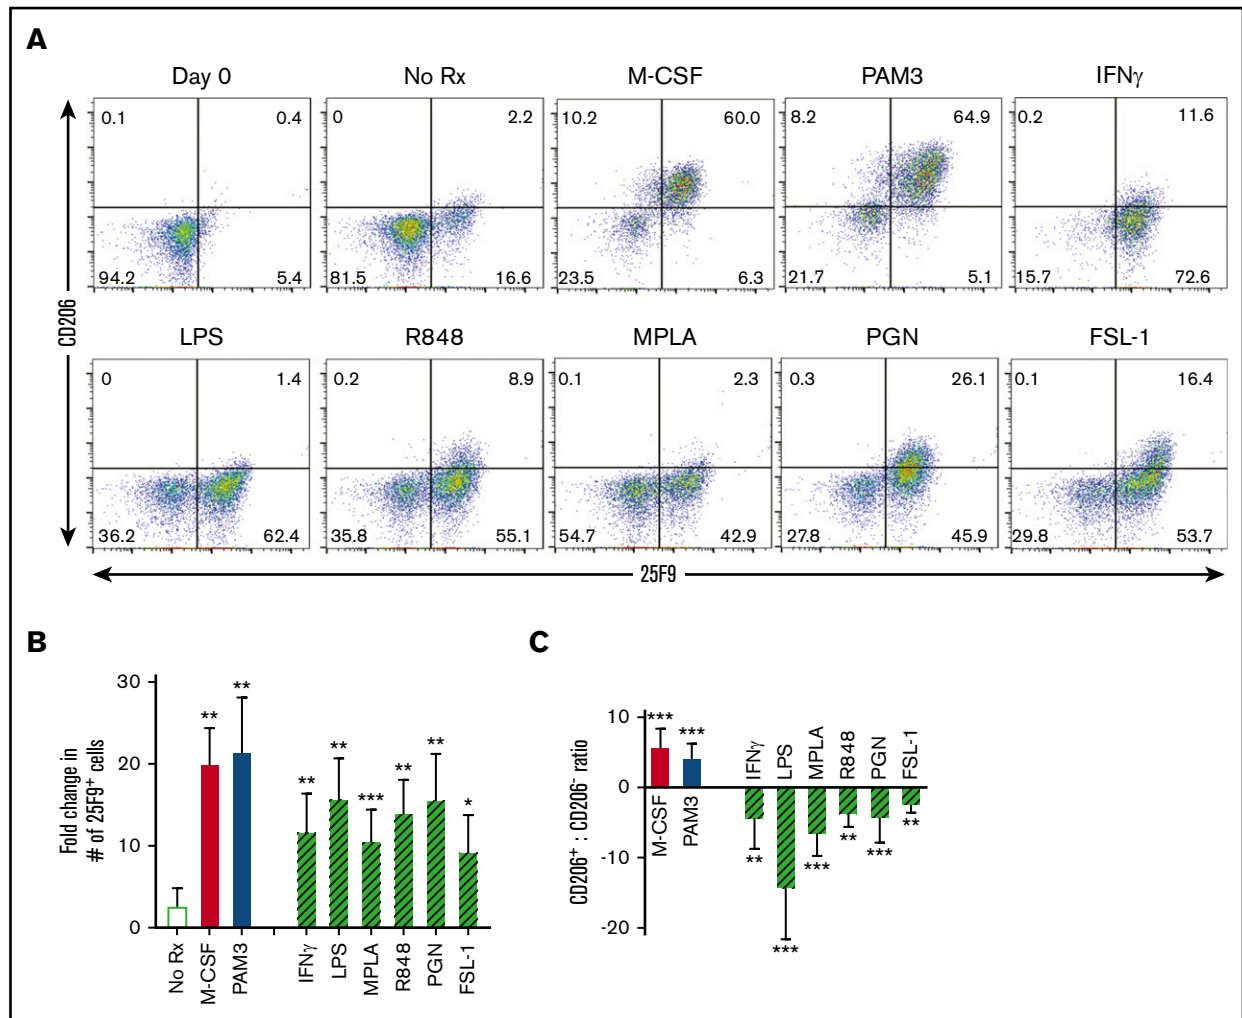 A
Day 0 No Rx M-CSF PAM3 IFNγ
0.1 0.4 0 2.2 10.2 60.0 8.2 64.9 0.2 11.6
94.2 5.4 81.5 16.6 23.5 6.3 21.7 5.1 15.7 72.6
CD206
LPS R848 MPLA PGN FSL-1
0 1.4 0.2 8.9 0.1 2.3 0.3 26.1 0.1 16.4
36.2 62.4 35.8 55.1 54.7 42.9 27.8 45.9 29.8 53.7
25F9
B
Fold change in
# of 25F9⁺ cells
30
20
10
0
** ** ** ** *** ** ** *
No Rx M-CSF PAM3 IFNγ LPS MPLA R848 PGN FSL-1
C
CD206⁺ : CD206⁻ ratio
10
0
-10
-20
*** ***
IFNγ LPS MPLA R848 PGN FSL-1
M-CSF PAM3
** *** *** ** *** **